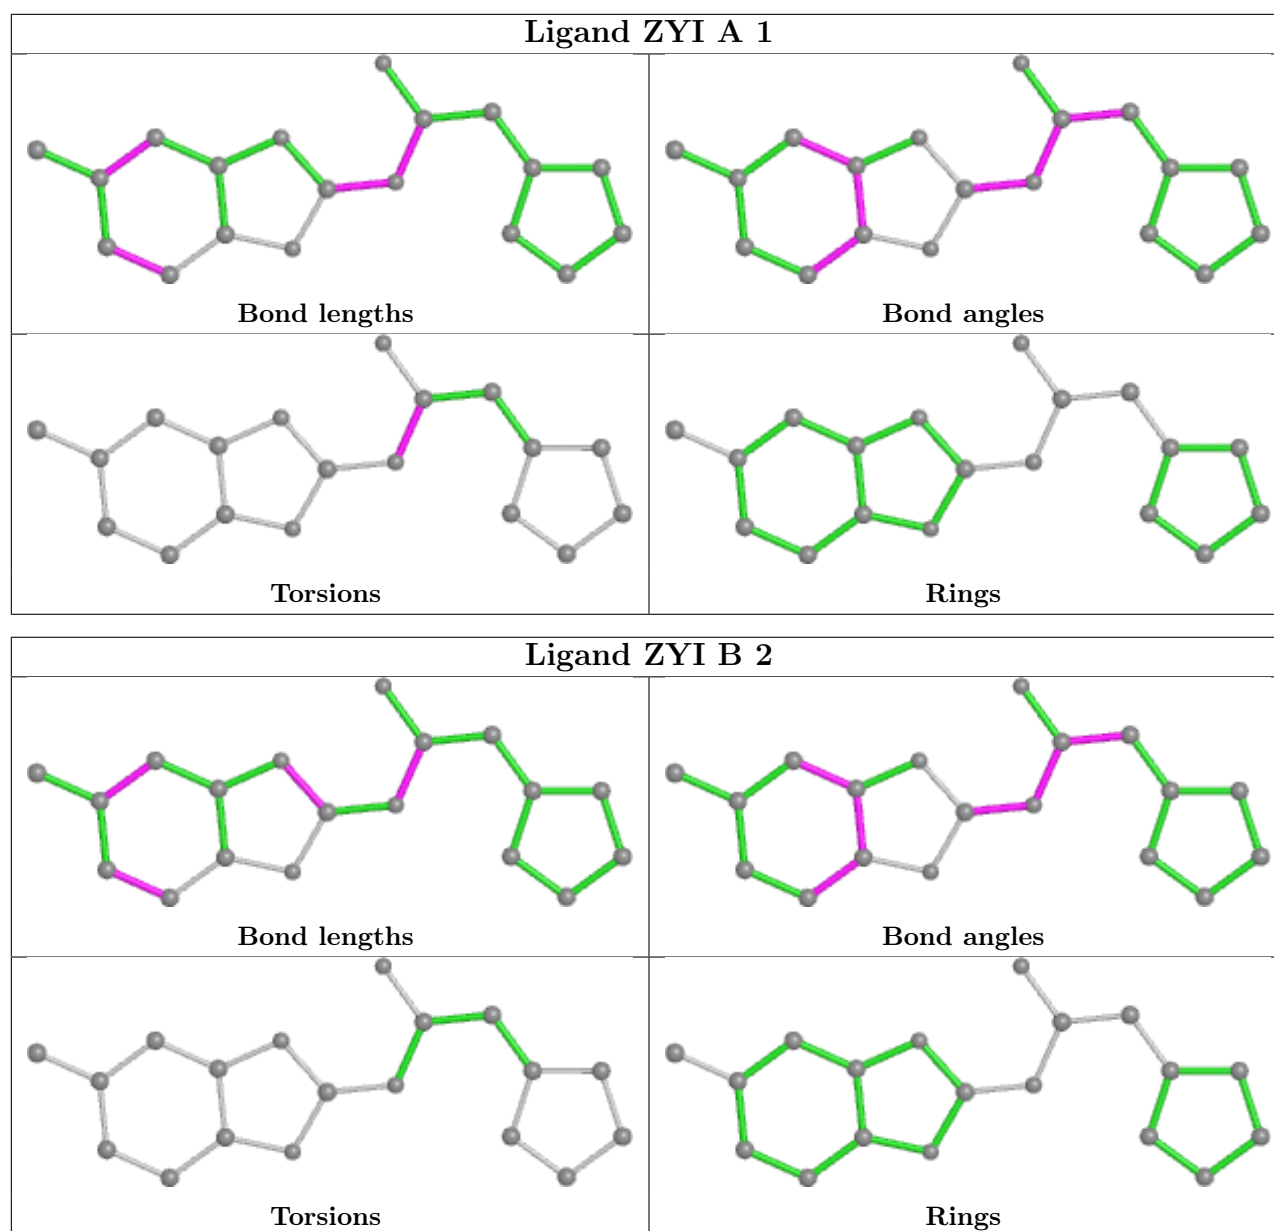 Ligand ZYI A 1
Bond lengths
Bond angles
Torsions
Rings
Ligand ZYI B 2
Bond lengths
Bond angles
Torsions
Rings